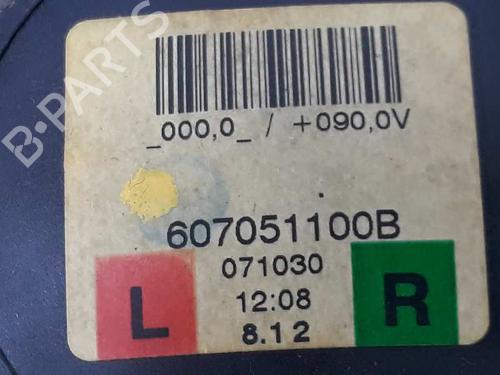 B-PARTS
_000,0_ / +090,0V
607051100B
071030
12:08
8.12
L
R